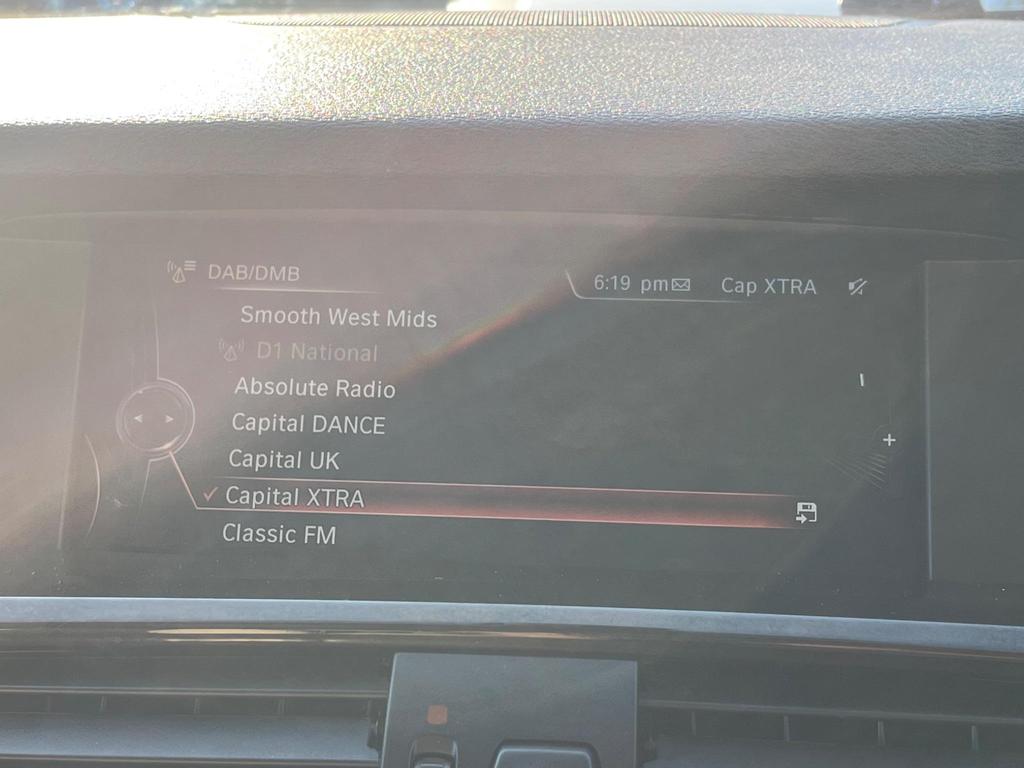 DAB/DMB
6:19 pm Cap XTRA
Smooth West Mids
D1 National
Absolute Radio
Capital DANCE
Capital UK
Capital XTRA
Classic FM